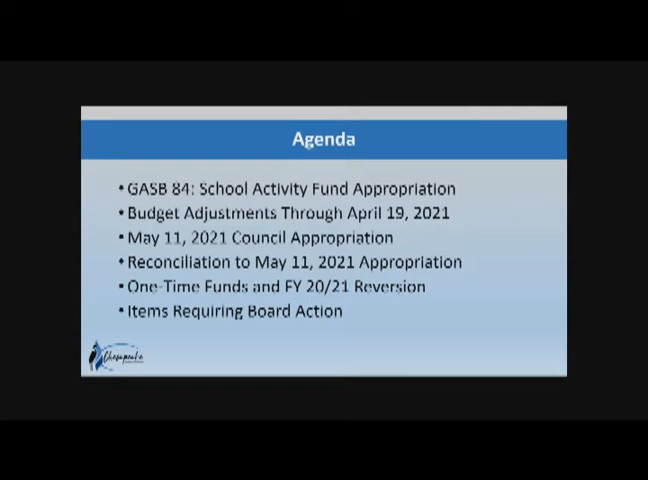 Agenda
• GASB 84: School Activity Fund Appropriation
• Budget Adjustments Through April 19, 2021
• May 11, 2021 Council Appropriation
• Reconciliation to May 11, 2021 Appropriation
• One-Time Funds and FY 20/21 Reversion
• Items Requiring Board Action
Chesapeake